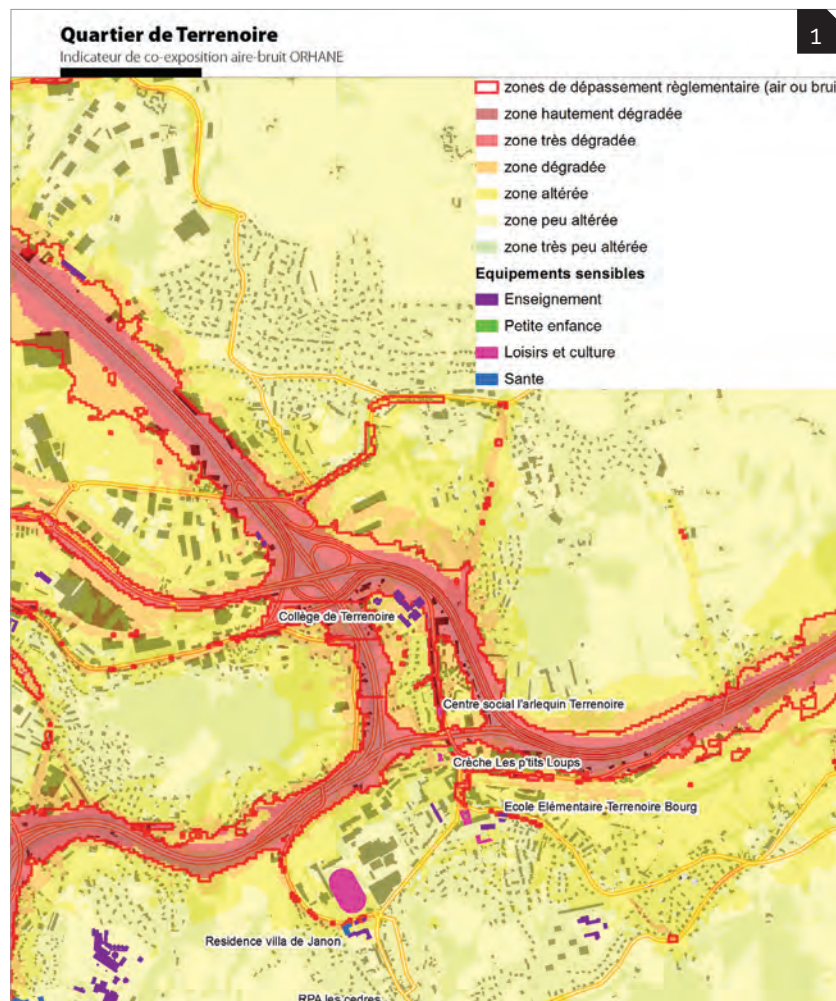 Quartier de Terrenoire
1
Indicateur de co-exposition aire-bruit ORHANE
zones de dépassement règlementaire (air ou brui
zone hautement dégradée
zone très dégradée
zone dégradée
zone altérée
zone peu altérée
zone très peu altérée
Equipements sensibles
Enseignement
Petite enfance
Loisirs et culture
Sante
Collège de Terrenoire
Centre social l'arlequin Terrenoire
Crèche Les p'tits Loups
Ecole Elémentaire Terrenoire Bourg
Residence villa de Janon
RPA les cedres